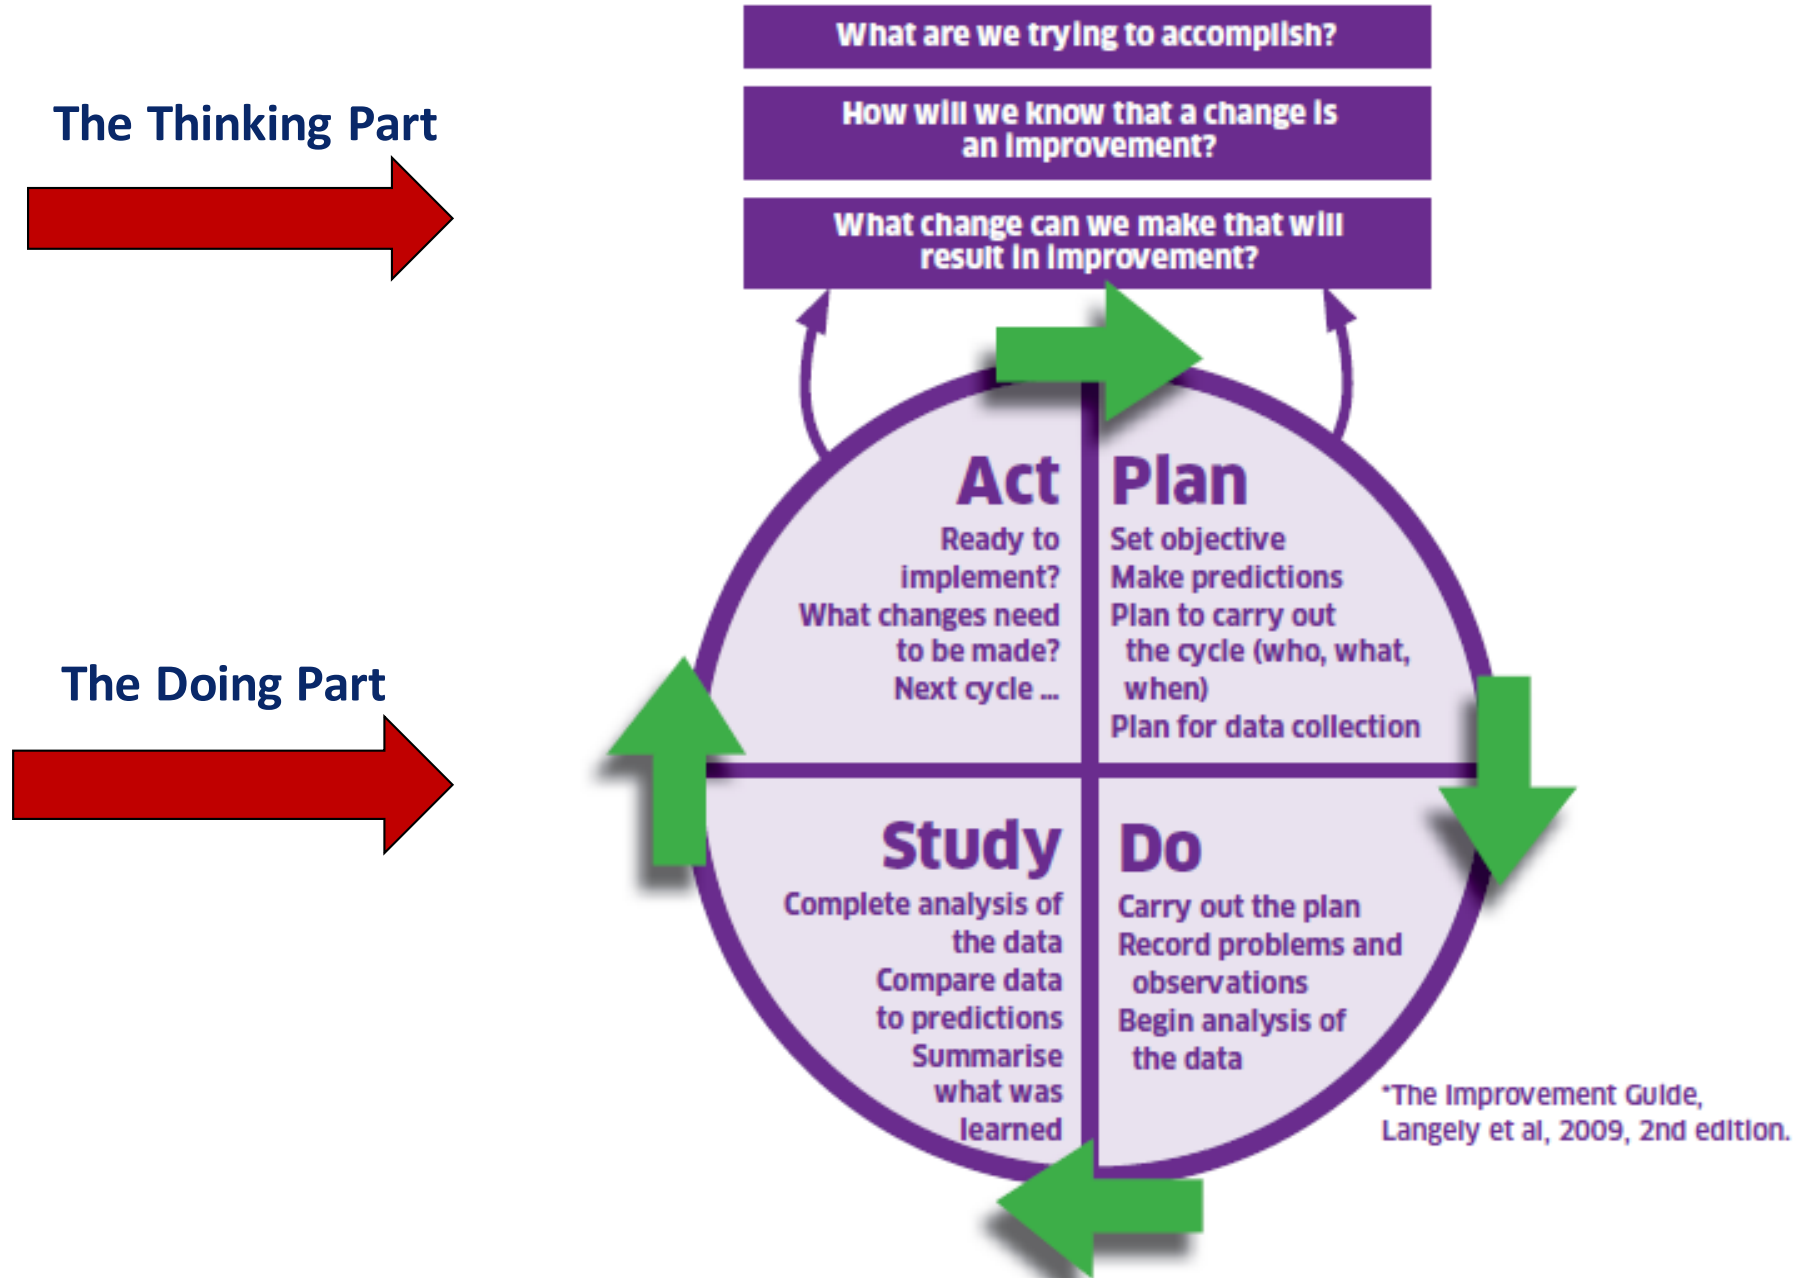 What are we trying to accomplish?
The Thinking Part
How will we know that a change is
an improvement?
What change can we make that will
result in improvement?
Act
Ready to
implement?
What changes need
to be made?
Next cycle ...
Plan
Set objective
Make predictions
Plan to carry out
the cycle (who, what,
when)
Plan for data collection
The Doing Part
Study
Complete analysis of
the data
Compare data
to predictions
Summarise
what was
learned
Do
Carry out the plan
Record problems and
observations
Begin analysis of
the data
*The Improvement Guide,
Langely et al, 2009, 2nd edition.